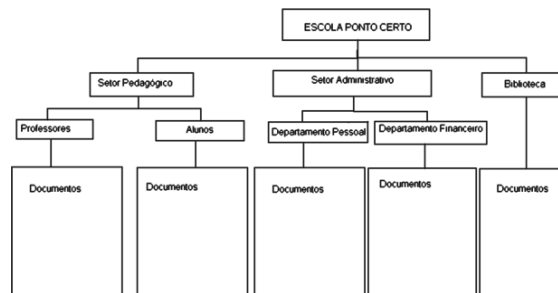 ESCOLA PONTO CERTO
Setor Pedagógico
Setor Administrativo
Biblioteca
Professores
Alunos
Departamento Pessoal
Departamento Financeiro
Documentos
Documentos
Documentos
Documentos
Documentos